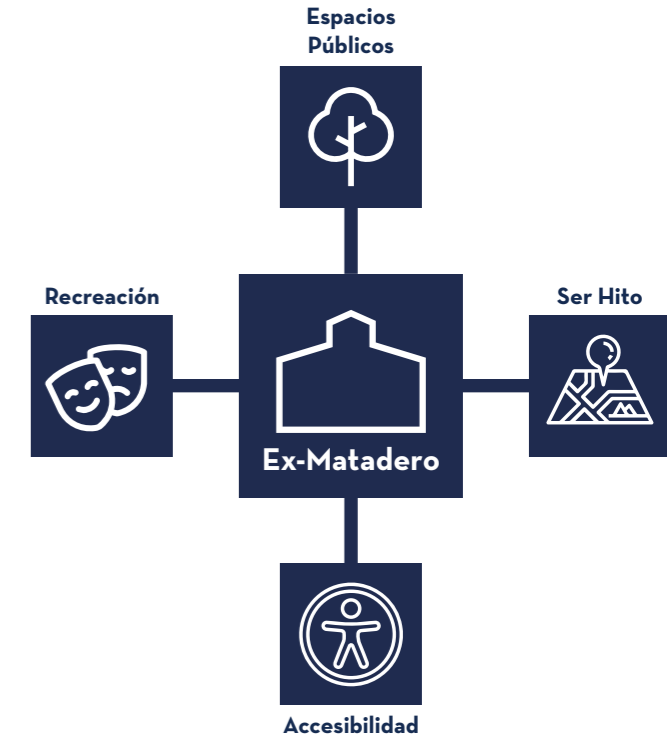 Espacios
Públicos
Recreación
Ser Hito
Ex-Matadero
Accesibilidad